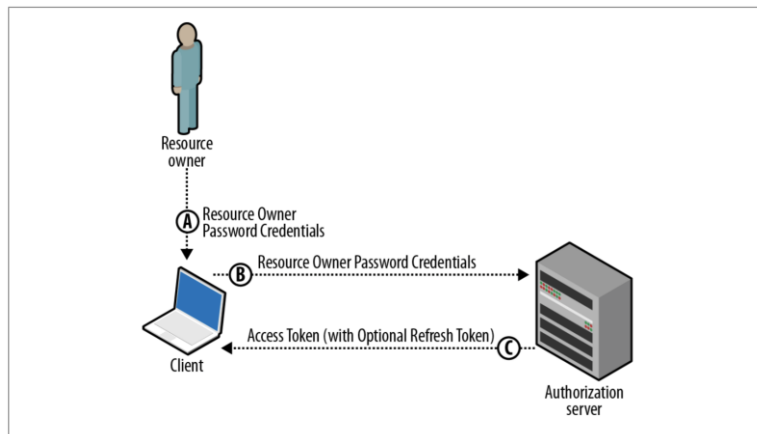 Resource
owner
A
Resource Owner
Password Credentials
B
Resource Owner Password Credentials
Access Token (with Optional Refresh Token)
C
Client
Authorization
server